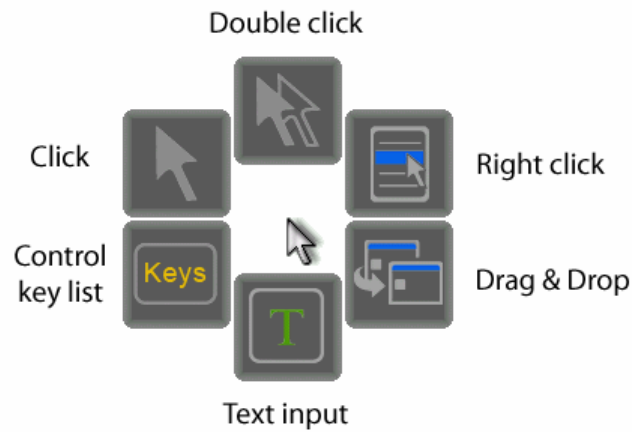 Double click
Click
Right click
Control
key list
Keys
Drag & Drop
T
Text input